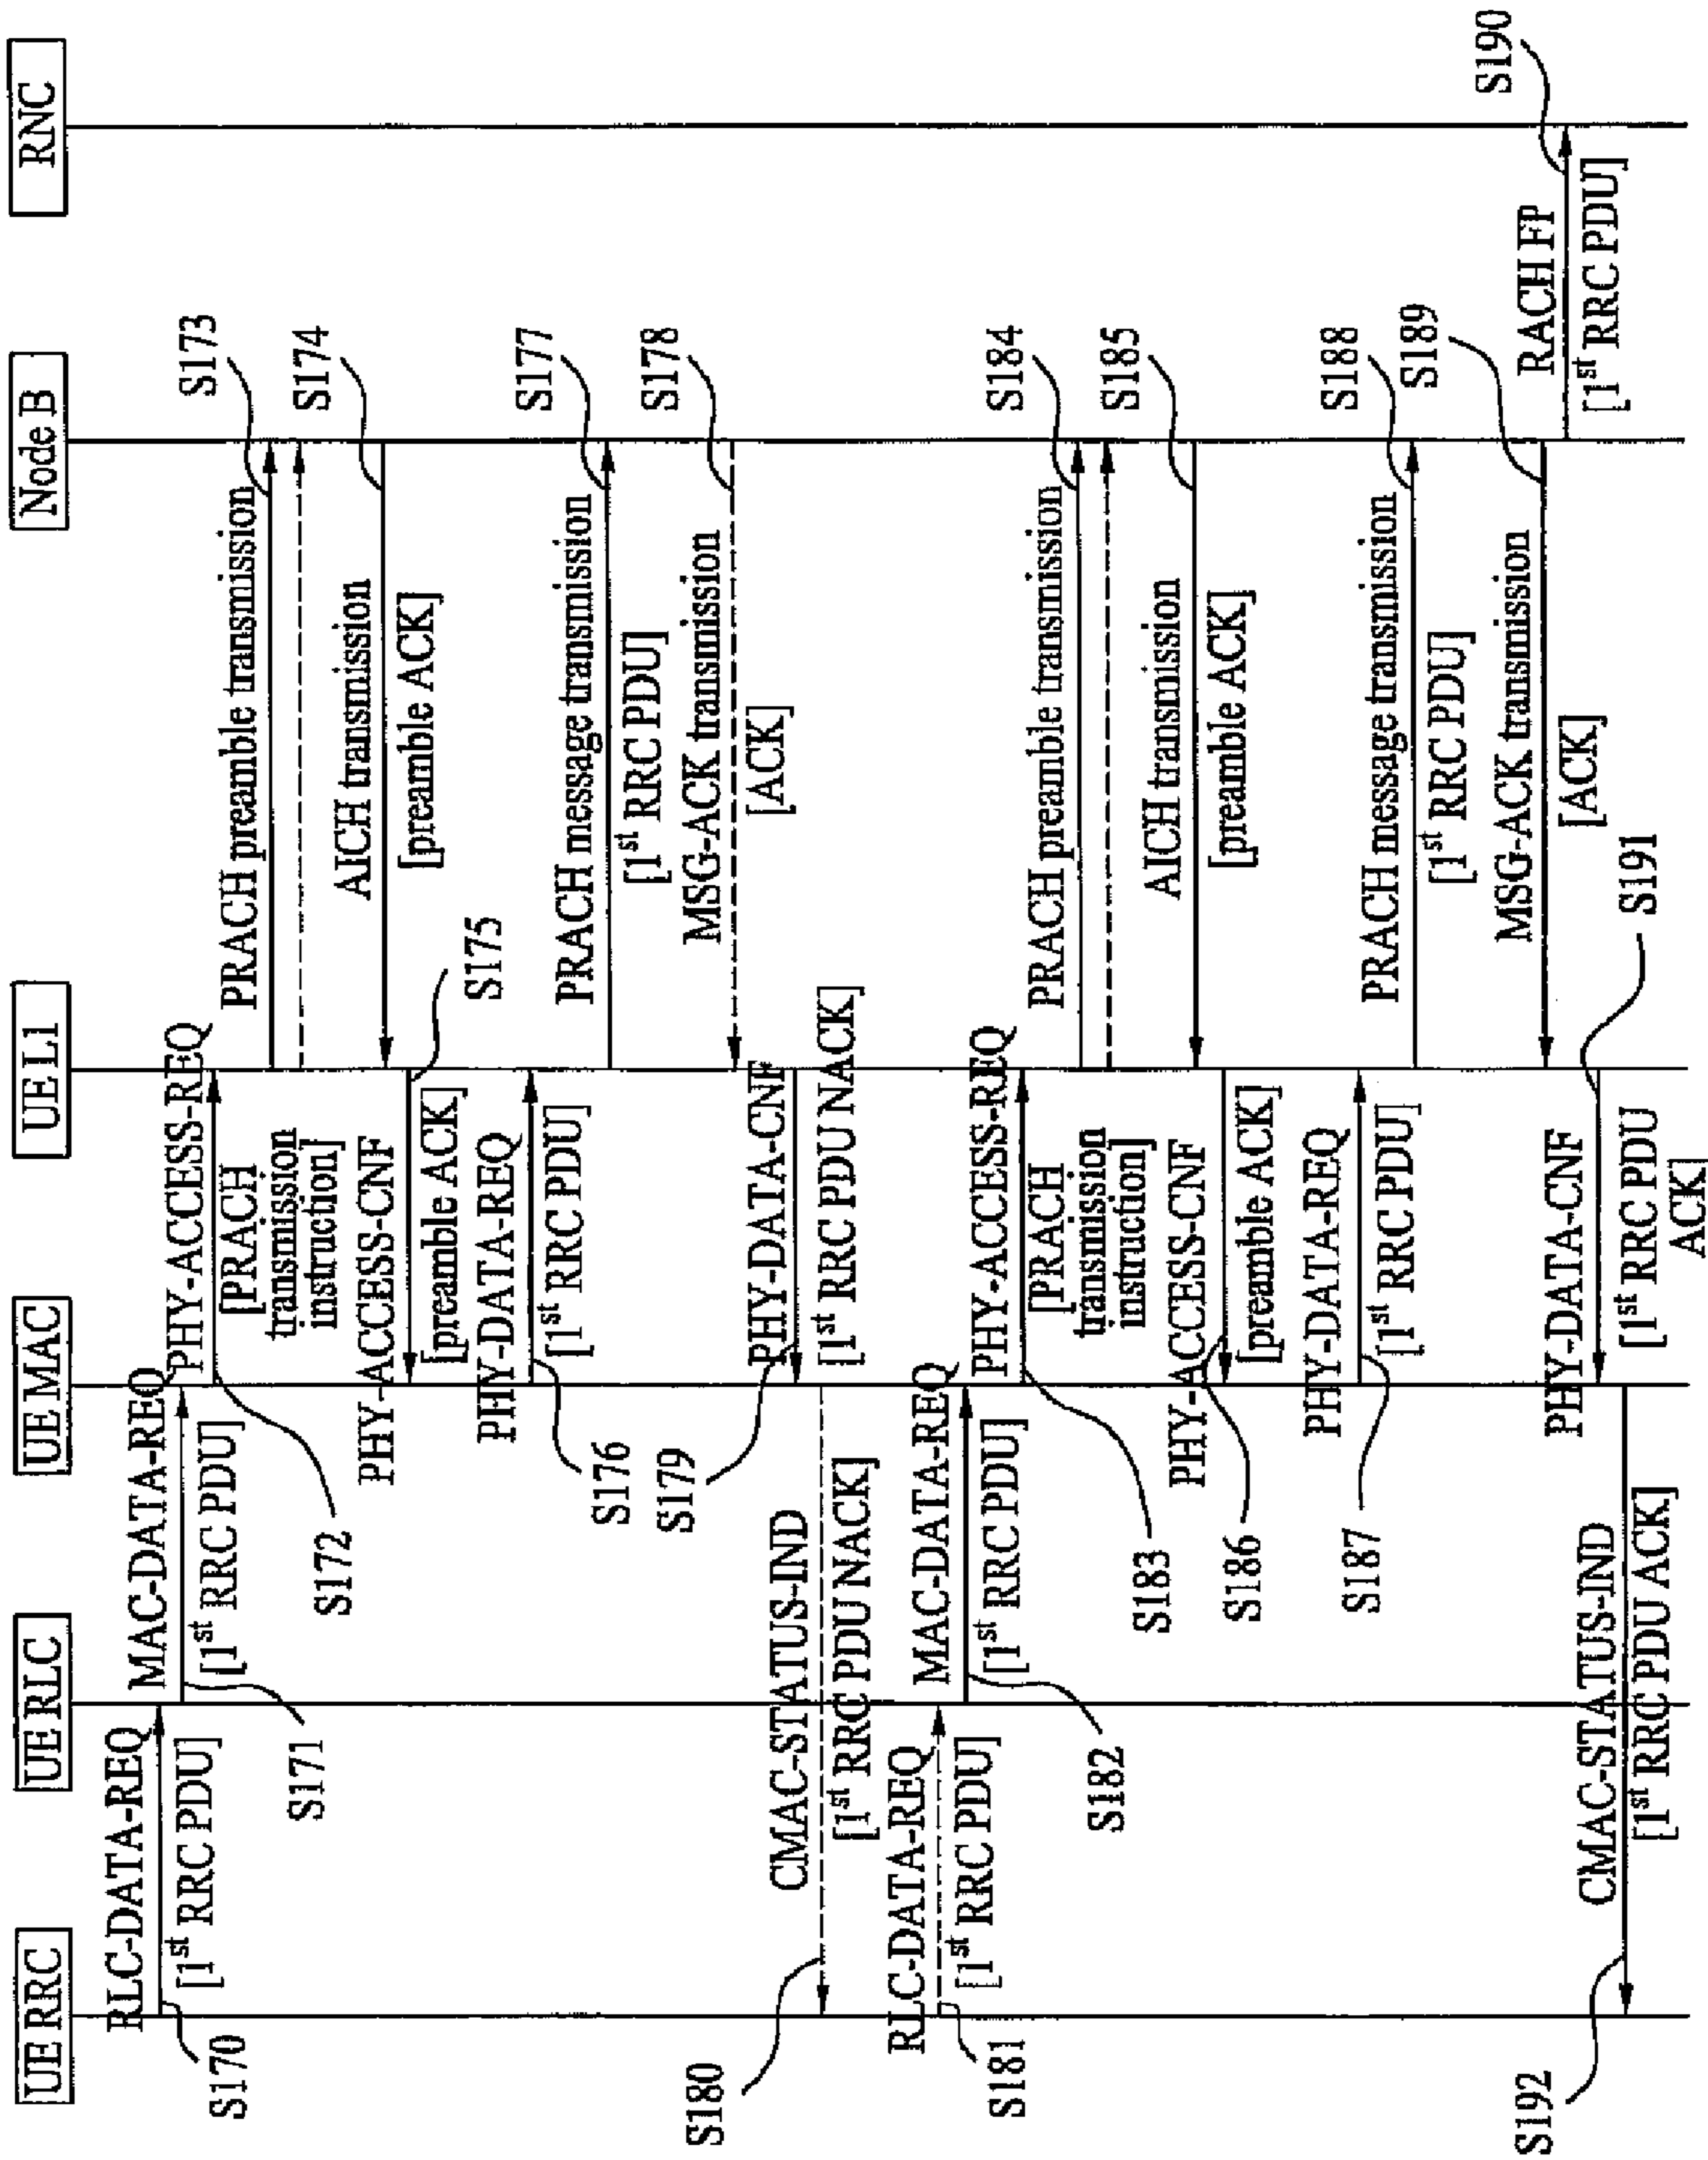 UE RRC
UE RLC
UE MAC
UE L1
Node B
RNC
RLC-DATA-REQ
[1st RRC PDU]
S170
MAC-DATA-REQ
[1st RRC PDU]
S171
PHY-ACCESS-REQ
[PRACH
transmission
instruction]
S172
PRACH preamble transmission
S173
AICH transmission
[preamble ACK]
S174
PHY-ACCESS-CNF
[preamble ACK]
S175
PHY-DATA-REQ
[1st RRC PDU]
S176
PRACH message transmission
[1st RRC PDU]
S177
MSG-ACK transmission
[ACK]
S178
PHY-DATA-CNF
[1st RRC PDU NACK]
S179
CMAC-STATUS-IND
[1st RRC PDU NACK]
S180
RLC-DATA-REQ
[1st RRC PDU]
S181
MAC-DATA-REQ
[1st RRC PDU]
S182
PHY-ACCESS-REQ
[PRACH
transmission
instruction]
S183
PRACH preamble transmission
S184
AICH transmission
[preamble ACK]
S185
PHY-ACCESS-CNF
[preamble ACK]
S186
PHY-DATA-REQ
[1st RRC PDU]
S187
PRACH message transmission
[1st RRC PDU]
S188
MSG-ACK transmission
[ACK]
S189
RACH FP
[1st RRC PDU]
S190
PHY-DATA-CNF
[1st RRC PDU
ACK]
S191
CMAC-STATUS-IND
[1st RRC PDU ACK]
S192